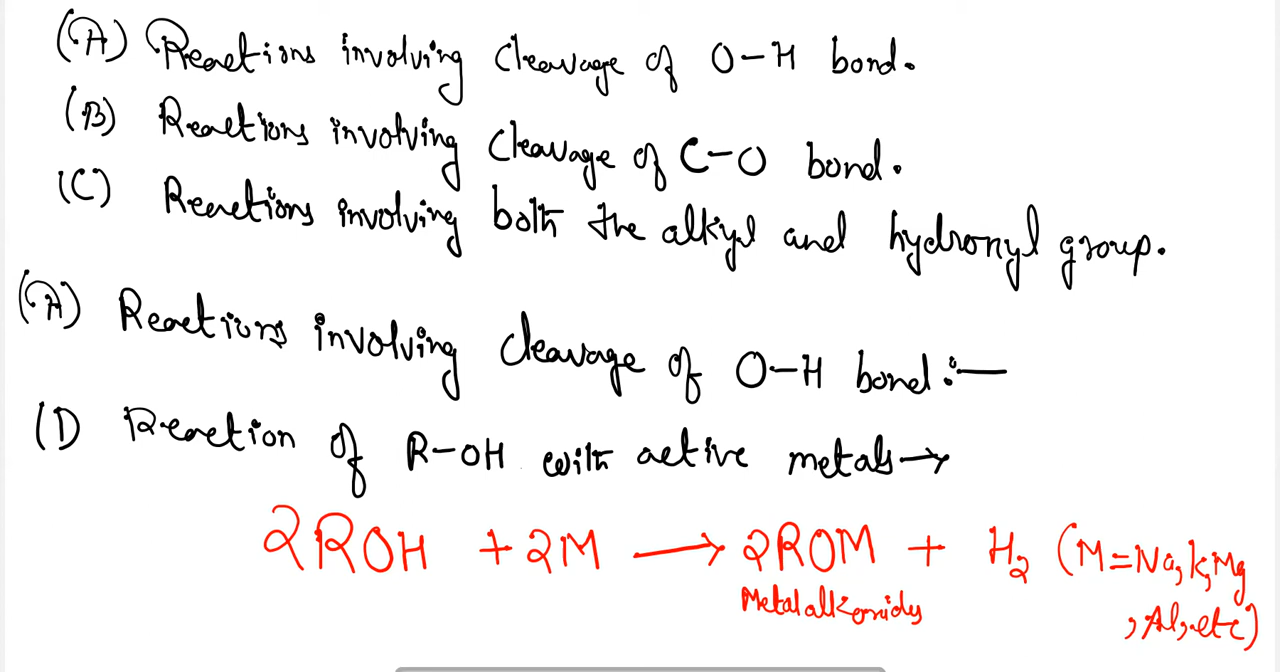 (A) Reactions involving cleavage of O-H bond.
(B) Reactions involving cleavage of C-O bond.
(C) Reactions involving both the alkyl and hydroxyl group.
(A) Reactions involving cleavage of O-H bond:-
(1) Reaction of R-OH with active metals→
2ROH + 2M → 2ROM + H₂ (M=Na, K, Mg
Metal alkoxides , Al, etc)